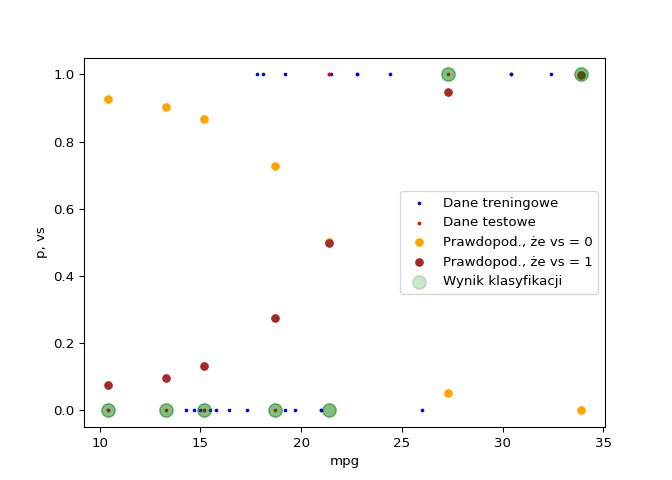 1.0
0.8
0.6
0.4
0.2
0.0
p, vs
Dane treningowe
Dane testowe
Prawdopod., że vs = 0
Prawdopod., że vs = 1
Wynik klasyfikacji
10 15 20 25 30 35
mpg